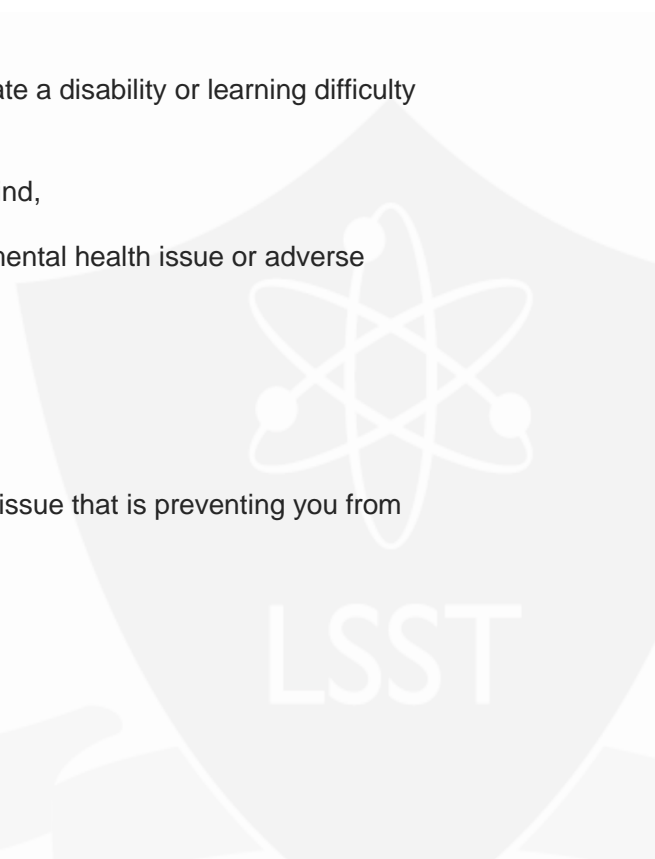 ate a disability or learning difficulty
nd,
mental health issue or adverse
issue that is preventing you from
LSST